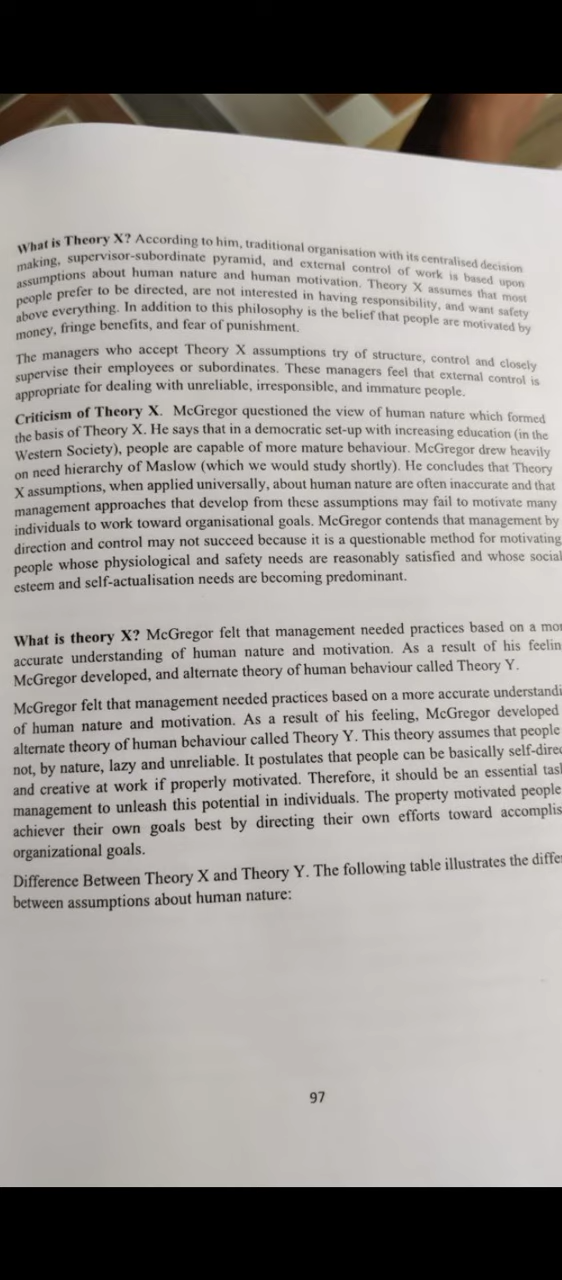 What is Theory X? According to him, traditional organisation with its centralised decision
making, supervisor-subordinate pyramid, and external control of work is based upon
assumptions about human nature and human motivation. Theory X assumes that most
people prefer to be directed, are not interested in having responsibility, and want safety
above everything. In addition to this philosophy is the belief that people are motivated by
money, fringe benefits, and fear of punishment.
The managers who accept Theory X assumptions try of structure, control and closely
supervise their employees or subordinates. These managers feel that external control is
appropriate for dealing with unreliable, irresponsible, and immature people.
Criticism of Theory X. McGregor questioned the view of human nature which formed
the basis of Theory X. He says that in a democratic set-up with increasing education (in the
Western Society), people are capable of more mature behaviour. McGregor drew heavily
on need hierarchy of Maslow (which we would study shortly). He concludes that Theory
X assumptions, when applied universally, about human nature are often inaccurate and that
management approaches that develop from these assumptions may fail to motivate many
individuals to work toward organisational goals. McGregor contends that management by
direction and control may not succeed because it is a questionable method for motivating
people whose physiological and safety needs are reasonably satisfied and whose social
esteem and self-actualisation needs are becoming predominant.
What is theory X? McGregor felt that management needed practices based on a mor
accurate understanding of human nature and motivation. As a result of his feelin
McGregor developed, and alternate theory of human behaviour called Theory Y.
McGregor felt that management needed practices based on a more accurate understandi
of human nature and motivation. As a result of his feeling, McGregor developed
alternate theory of human behaviour called Theory Y. This theory assumes that people
not, by nature, lazy and unreliable. It postulates that people can be basically self-direc
and creative at work if properly motivated. Therefore, it should be an essential tas
management to unleash this potential in individuals. The property motivated people
achiever their own goals best by directing their own efforts toward accomplis
organizational goals.
Difference Between Theory X and Theory Y. The following table illustrates the differ
between assumptions about human nature:
97